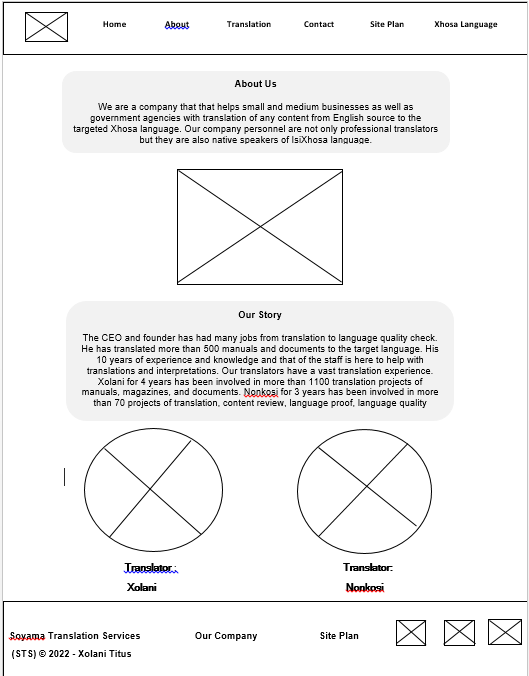 Home About Translation Contact Site Plan Xhosa Language
About Us
We are a company that that helps small and medium businesses as well as
government agencies with translation of any content from English source to the
targeted Xhosa language. Our company personnel are not only professional translators
but they are also native speakers of IsiXhosa language.
Our Story
The CEO and founder has had many jobs from translation to language quality check.
He has translated more than 500 manuals and documents to the target language. His
10 years of experience and knowledge and that of the staff is here to help with
translations and interpretations. Our translators have a vast translation experience.
Xolani for 4 years has been involved in more than 1100 translation projects of
manuals, magazines, and documents. Nonkosi for 3 years has been involved in more
than 70 projects of translation, content review, language proof, language quality
Translator : Translator:
Xolani Nonkosi
Soyama Translation Services Our Company Site Plan
(STS) © 2022 - Xolani Titus